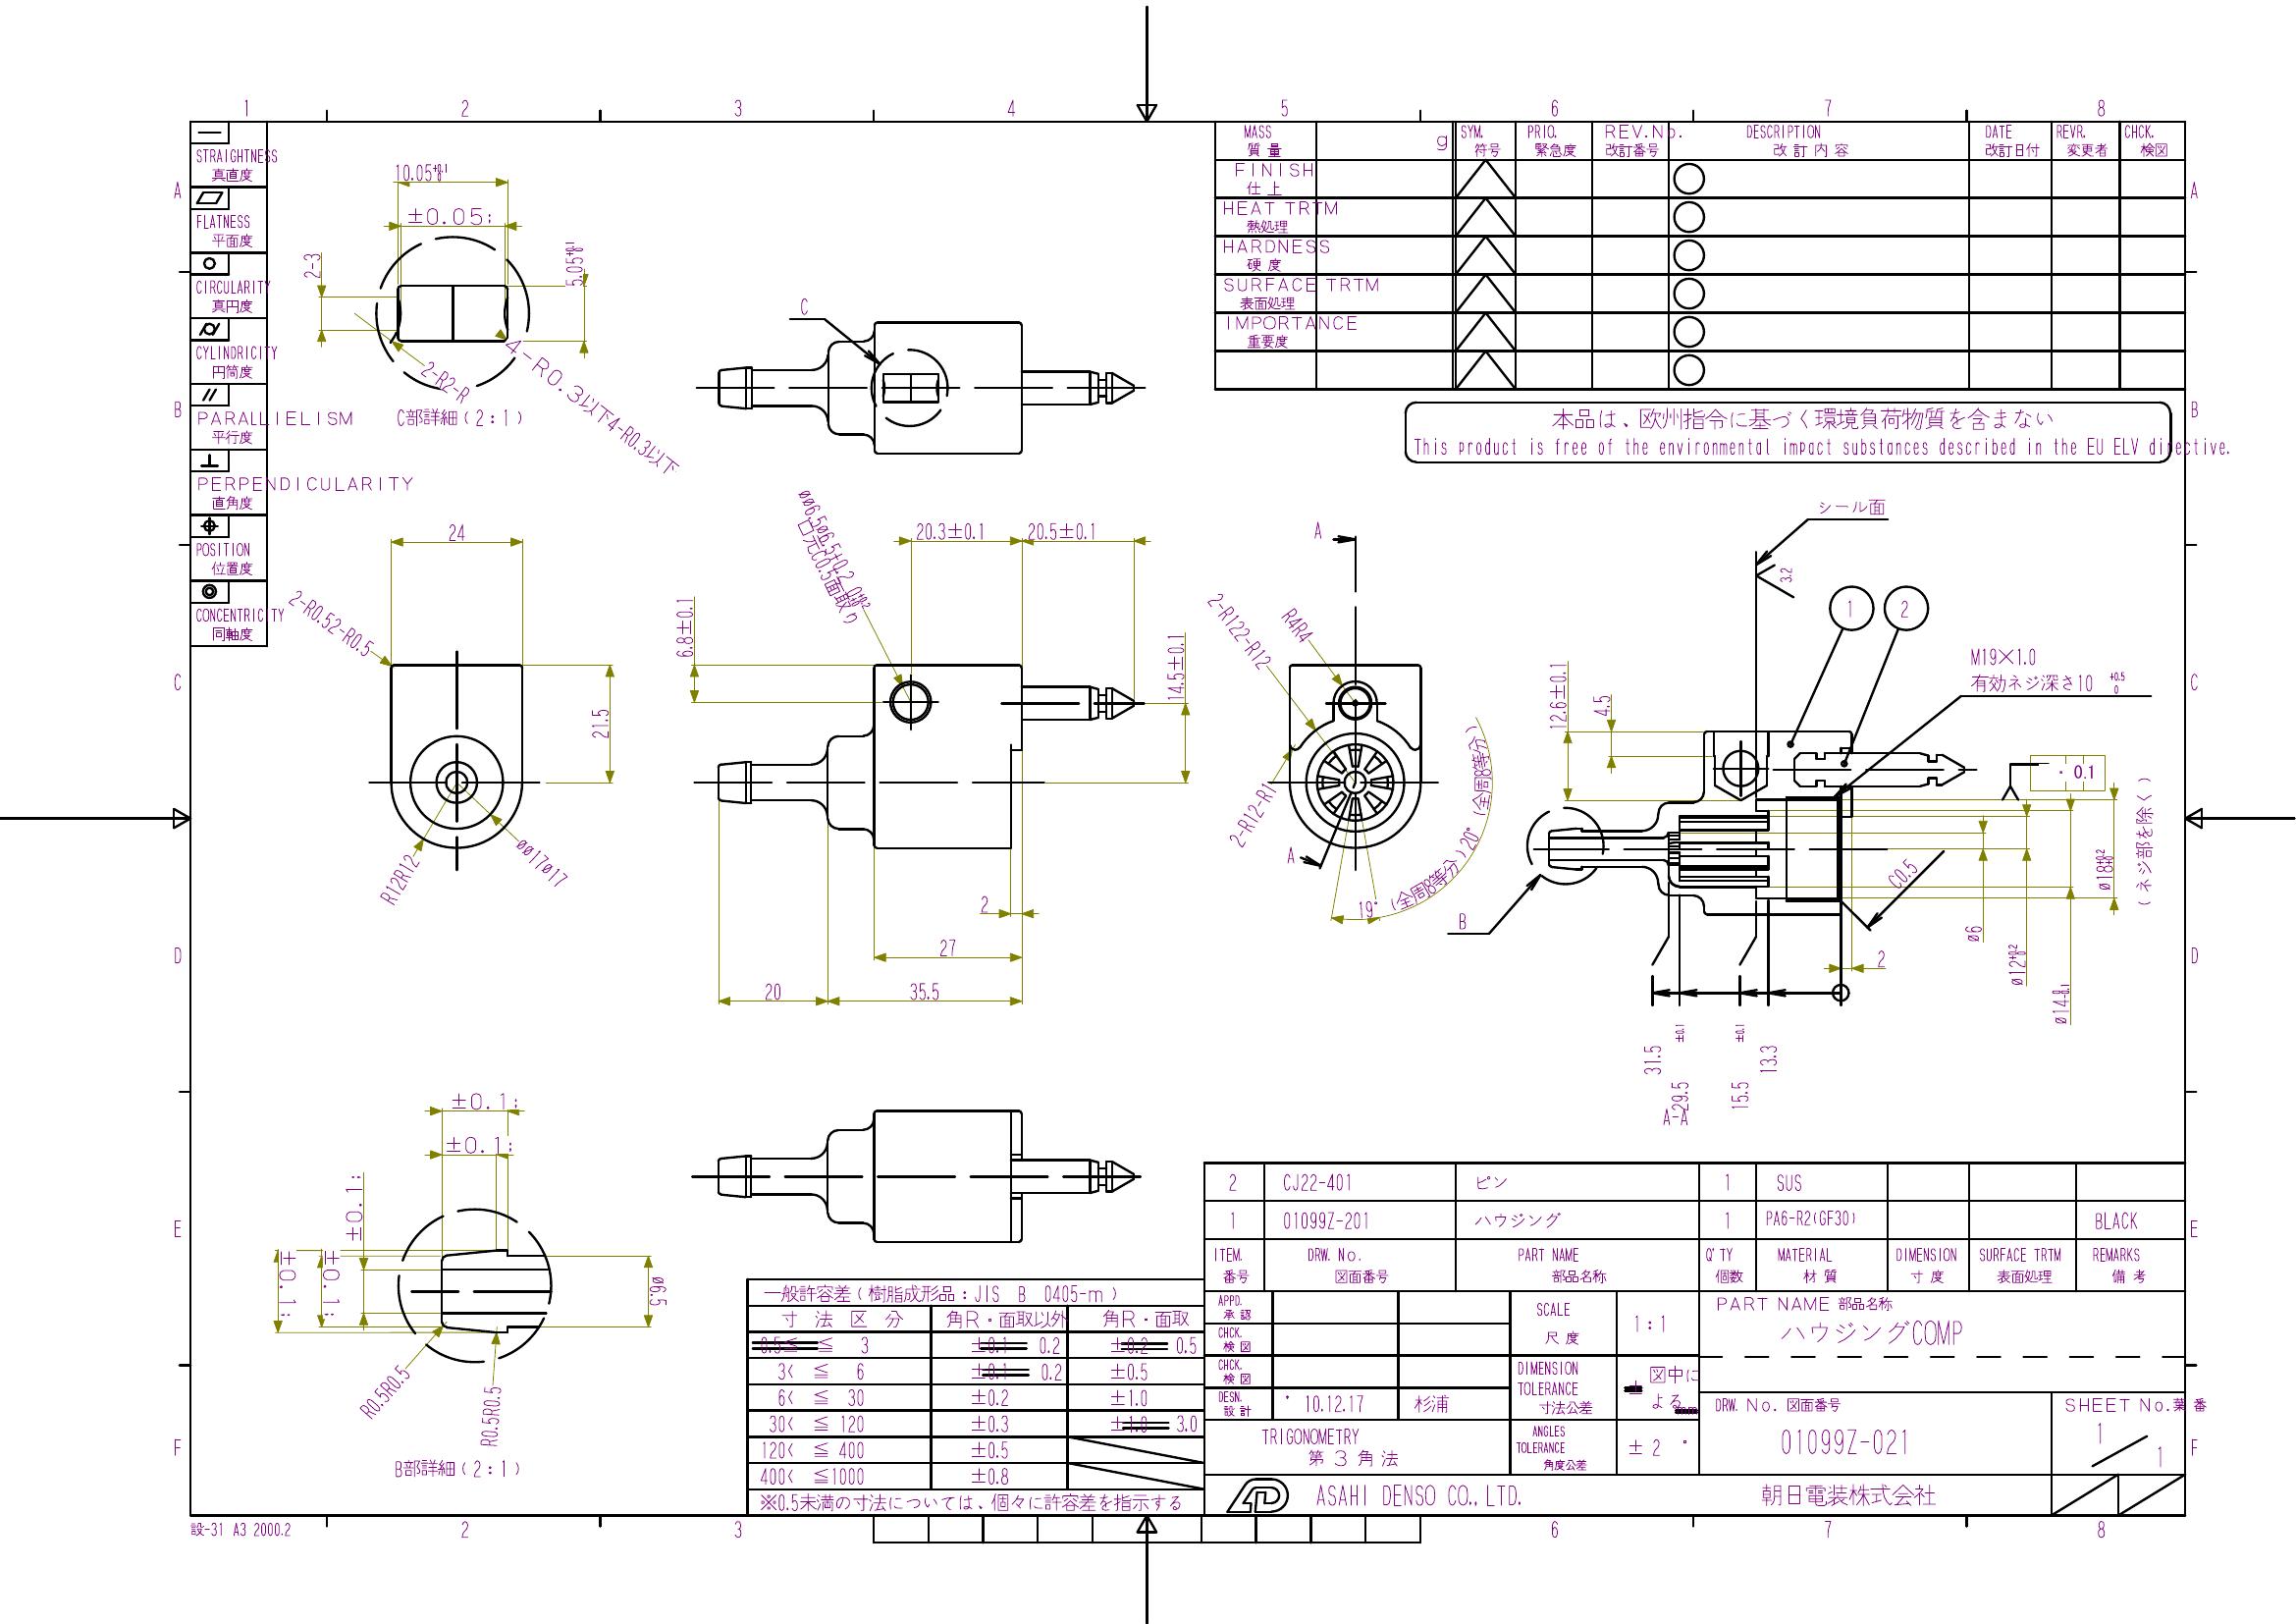 1 2 3 4 5 6 7 8
A B C D E F
STRAIGHTNESS
真直度
FLATNESS
平面度
CIRCULARITY
真円度
CYLINDRICITY
円筒度
PARALLIELISM
平行度
PERPENDICULARITY
直角度
POSITION
位置度
CONCENTRICITY
同軸度
MASS
質量
g
SYM.
符号
PRIO.
緊急度
REV.No.
改訂番号
DESCRIPTION
改訂内容
DATE
改訂日付
REVR.
変更者
CHCK.
検図
FINISH
仕上
HEAT TRTM
熱処理
HARDNESS
硬度
SURFACE TRTM
表面処理
IMPORTANCE
重要度
本品は、欧州指令に基づく環境負荷物質を含まない
This product is free of the environmental impact substances described in the EU ELV directive.
10.05
±0.05;
5.05
2-3
2-R2-R
4-R0.3以下4-R0.3以下
C部詳細(2:1)
C
24
2-R0.52-R0.5
21.5
R12R12
øø17ø17
20.3±0.1
20.5±0.1
6.8±0.1
14.5±0.1
2
27
20
35.5
A
2-R122-R12
R4R4
2-R12-R1
A
19°(全周8等分)20°(全周8等分)
シール面
3.2
1
2
M19×1.0
有効ネジ深さ10 +0.5 0
12.6±0.1
4.5
0.1
(ネジ部を除く)
C0.5
B
ø6
2
31.5
29.5
±0.1
15.5
±0.1
13.3
A-A
±0.1;
±0.1;
±0.1;
±0.1;
±0.1;
ø6.5
R0.5R0.5
R0.5R0.5
B部詳細(2:1)
一般許容差(樹脂成形品:JIS B 0405-m)
寸法区分 角R・面取以外 角R・面取
0.5≦ ≦ 3 ±0.1 0.2 ±0.2 0.5
3< ≦ 6 ±0.1 0.2 ±0.5
6< ≦ 30 ±0.2 ±1.0
30< ≦ 120 ±0.3 ±1.0 3.0
120< ≦ 400 ±0.5
400< ≦1000 ±0.8
※0.5未満の寸法については、個々に許容差を指示する
2 CJ22-401 ピン 1 SUS
1 01099Z-201 ハウジング 1 PA6-R2(GF30) BLACK
ITEM. DRW. No. PART NAME Q'TY MATERIAL DIMENSION SURFACE TRTM REMARKS
番号 図面番号 部品名称 個数 材質 寸度 表面処理 備考
APPD.
承認
CHCK.
検図
CHCK.
検図
DESN.
設計
'10.12.17 杉浦
SCALE
尺度
1:1
DIMENSION
TOLERANCE
寸法公差
図中に
よる
ANGLES
TOLERANCE
角度公差
±2°
TRIGONOMETRY
第3角法
PART NAME 部品名称
ハウジングCOMP
DRW. No. 図面番号
01099Z-021
SHEET No.葉番
1
1
ASAHI DENSO CO., LTD. 朝日電装株式会社
設-31 A3 2000.2
2 3 6 7 8